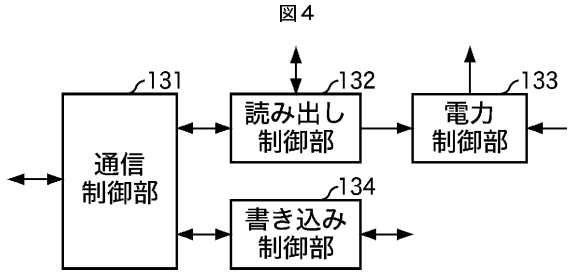 図4
131
132
133
読み出し
制御部
電力
制御部
通信
制御部
134
書き込み
制御部